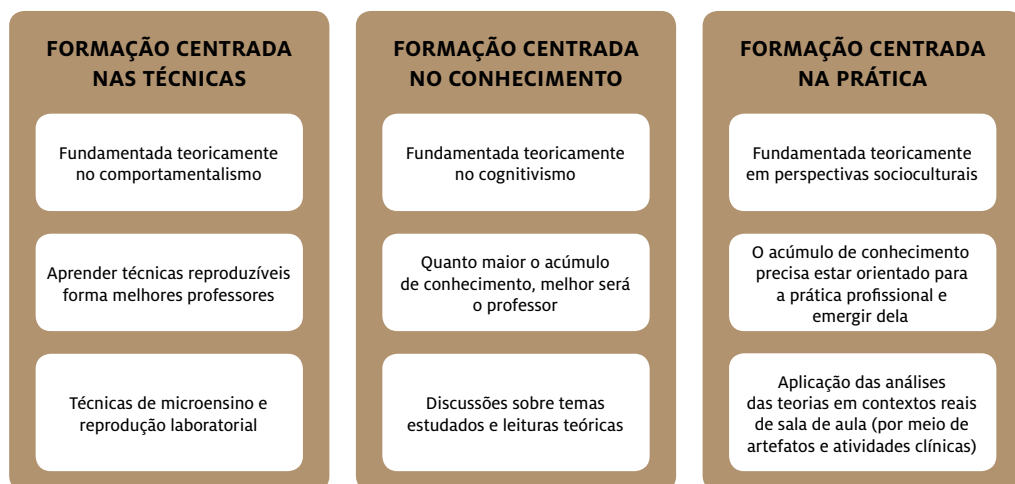 FORMAÇÃO CENTRADA
NAS TÉCNICAS
Fundamentada teoricamente
no comportamentalismo
Aprender técnicas reproduzíveis
forma melhores professores
Técnicas de microensino e
reprodução laboratorial
FORMAÇÃO CENTRADA
NO CONHECIMENTO
Fundamentada teoricamente
no cognitivismo
Quanto maior o acúmulo
de conhecimento, melhor será
o professor
Discussões sobre temas
estudados e leituras teóricas
FORMAÇÃO CENTRADA
NA PRÁTICA
Fundamentada teoricamente
em perspectivas socioculturais
O acúmulo de conhecimento
precisa estar orientado para
a prática profissional e
emergir dela
Aplicação das análises
das teorias em contextos reais
de sala de aula (por meio de
artefatos e atividades clínicas)